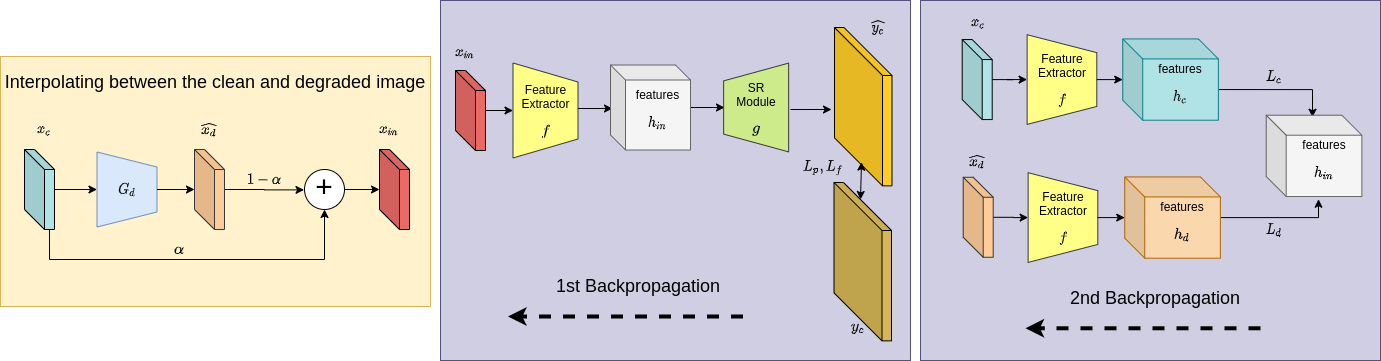 Interpolating between the clean and degraded image
$x_c$
$\widehat{x_d}$
$x_{in}$
$G_d$
$1-\alpha$
+
$\alpha$
$x_{in}$
Feature
Extractor
$f$
features
$h_{in}$
SR
Module
$g$
$\widehat{y_c}$
$L_p, L_f$
$y_c$
1st Backpropagation
$x_c$
Feature
Extractor
$f$
features
$h_c$
$L_c$
features
$h_{in}$
$\widehat{x_d}$
Feature
Extractor
$f$
features
$h_d$
$L_d$
2nd Backpropagation